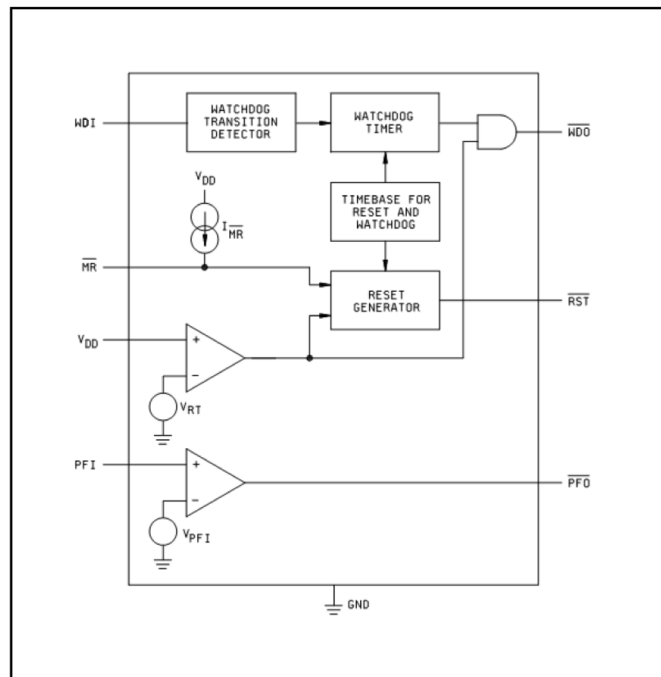 WDI
WATCHDOG
TRANSITION
DETECTOR
WATCHDOG
TIMER
WDO
VDD
IMR
TIMEBASE FOR
RESET AND
WATCHDOG
MR
RESET
GENERATOR
RST
VDD
+
−
VRT
PFI
+
−
PFO
VPFI
GND